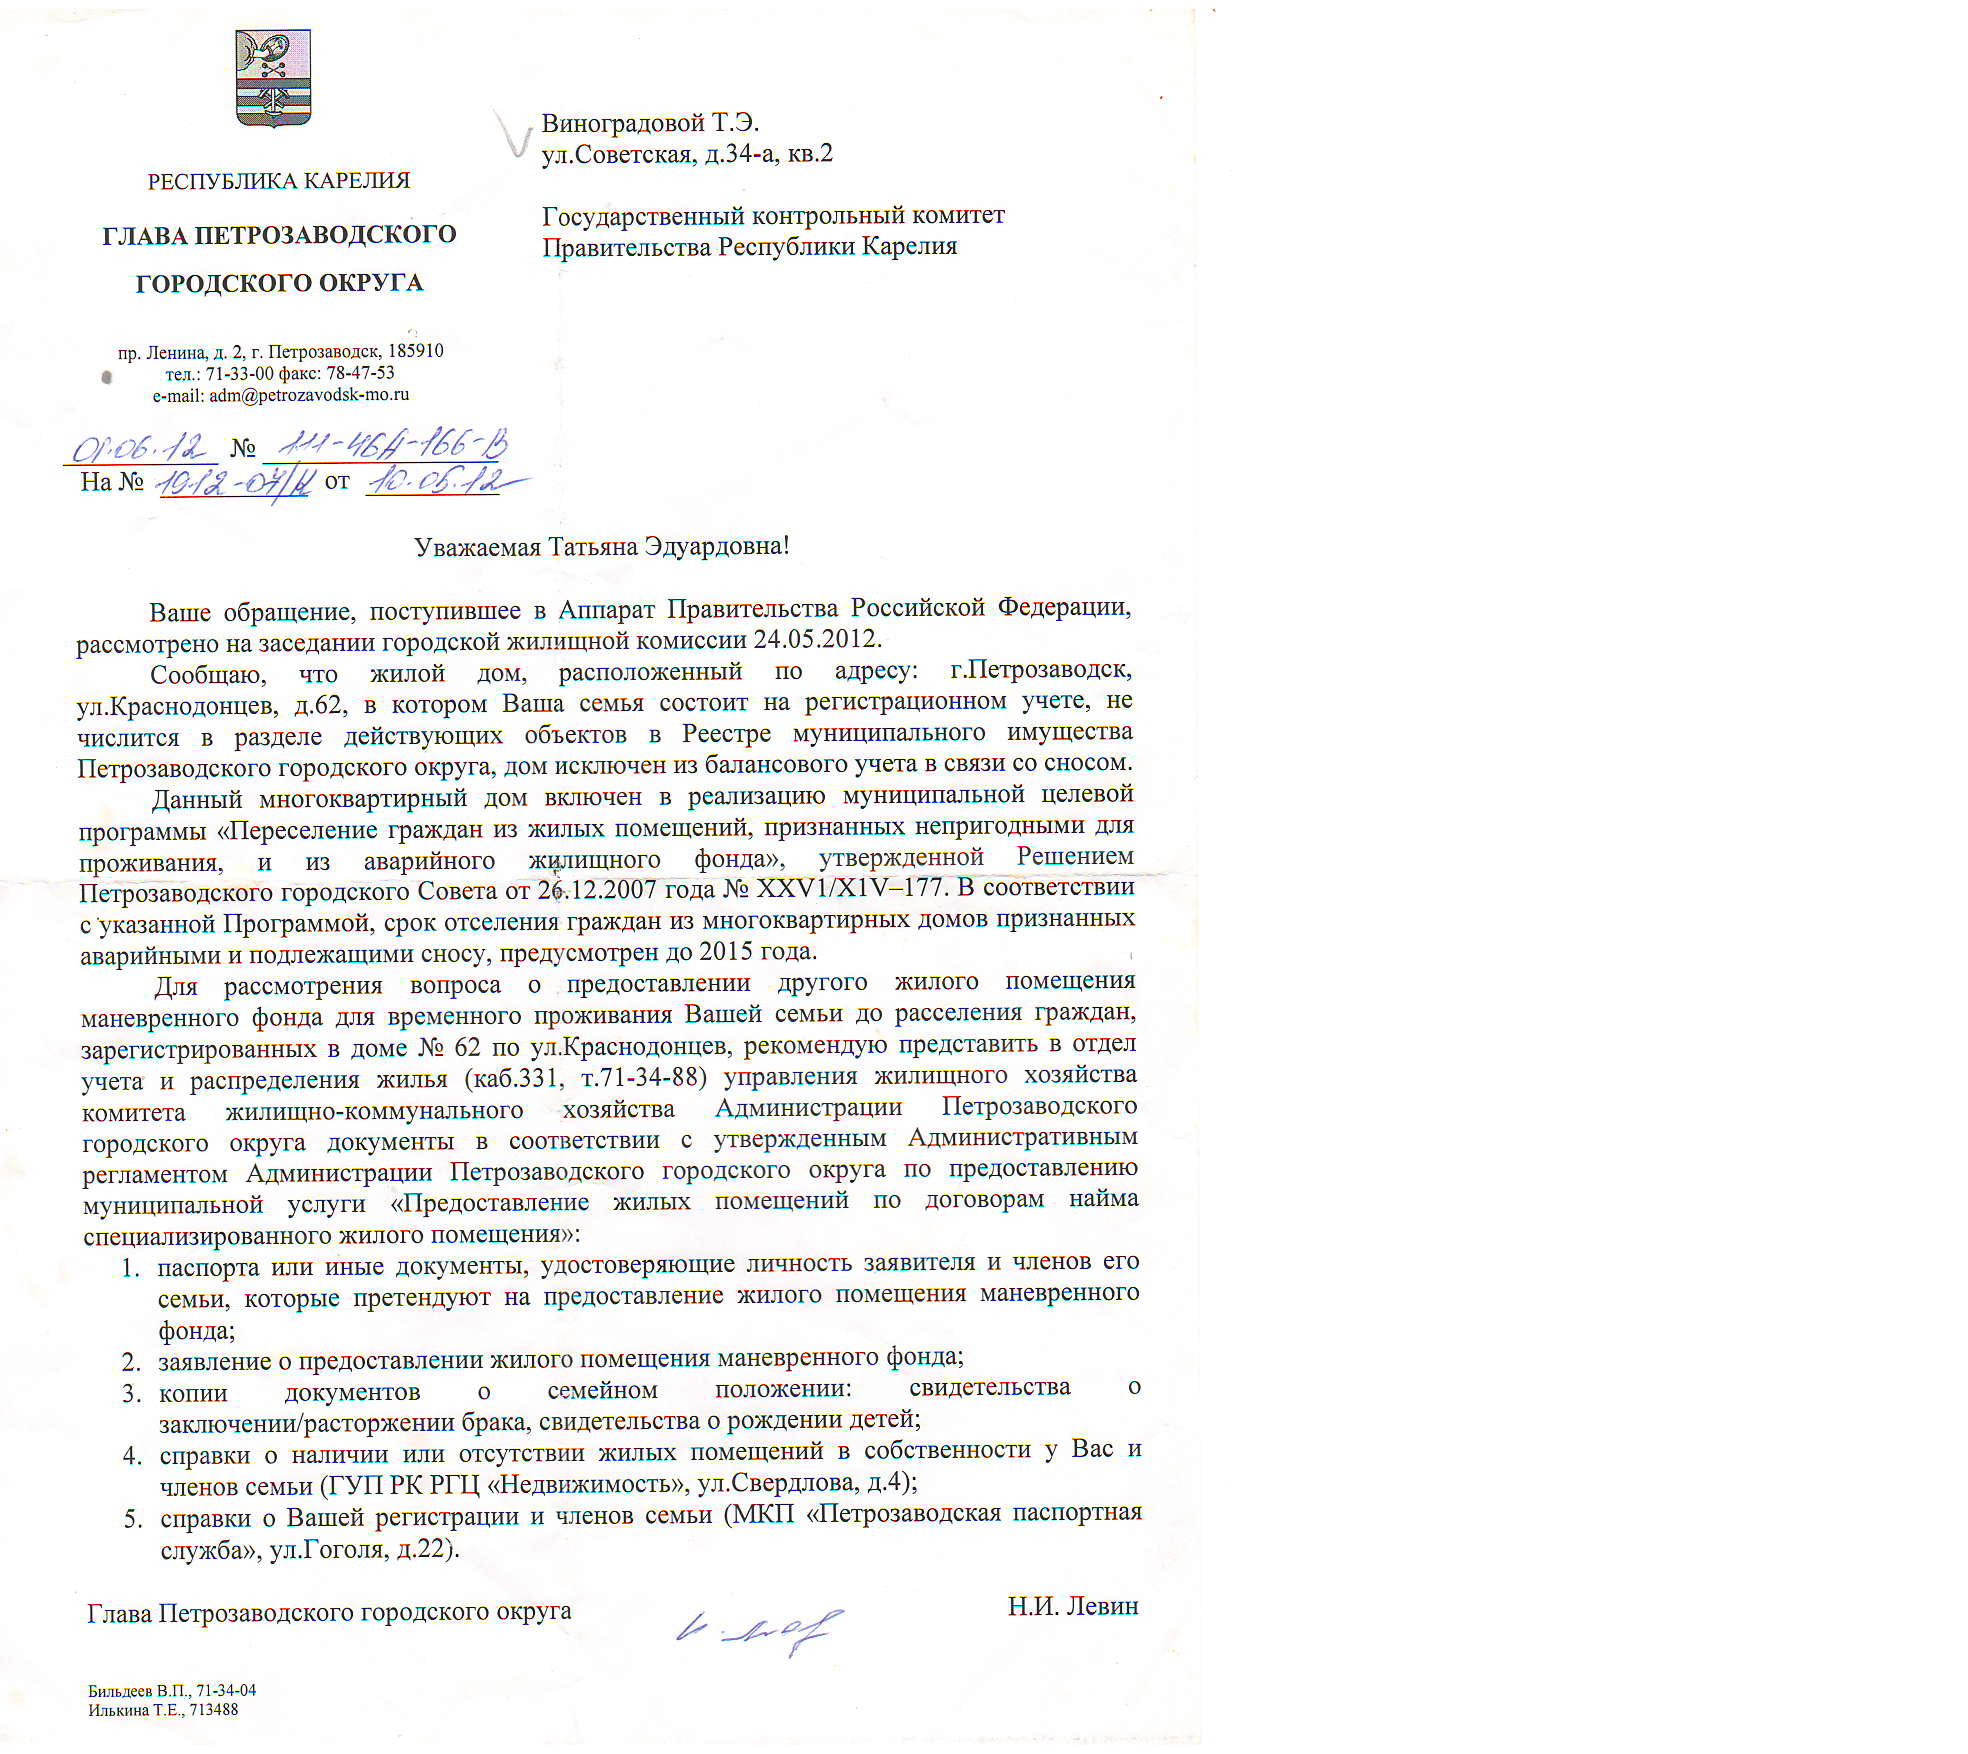 РЕСПУБЛИКА КАРЕЛИЯ
ГЛАВА ПЕТРОЗАВОДСКОГО
ГОРОДСКОГО ОКРУГА
пр. Ленина, д. 2, г. Петрозаводск, 185910
тел.: 71-33-00 факс: 78-47-53
e-mail: adm@petrozavodsk-mo.ru
01.06.12 № 111-46А-166-В
На № 1912-07/К от 10.05.12
Виноградовой Т.Э.
ул.Советская, д.34-а, кв.2
Государственный контрольный комитет
Правительства Республики Карелия
Уважаемая Татьяна Эдуардовна!
Ваше обращение, поступившее в Аппарат Правительства Российской Федерации,
рассмотрено на заседании городской жилищной комиссии 24.05.2012.
Сообщаю, что жилой дом, расположенный по адресу: г.Петрозаводск,
ул.Краснодонцев, д.62, в котором Ваша семья состоит на регистрационном учете, не
числится в разделе действующих объектов в Реестре муниципального имущества
Петрозаводского городского округа, дом исключен из балансового учета в связи со сносом.
Данный многоквартирный дом включен в реализацию муниципальной целевой
программы «Переселение граждан из жилых помещений, признанных непригодными для
проживания, и из аварийного жилищного фонда», утвержденной Решением
Петрозаводского городского Совета от 26.12.2007 года № XXV1/X1V–177. В соответствии
с указанной Программой, срок отселения граждан из многоквартирных домов признанных
аварийными и подлежащими сносу, предусмотрен до 2015 года.
Для рассмотрения вопроса о предоставлении другого жилого помещения
маневренного фонда для временного проживания Вашей семьи до расселения граждан,
зарегистрированных в доме № 62 по ул.Краснодонцев, рекомендую представить в отдел
учета и распределения жилья (каб.331, т.71-34-88) управления жилищного хозяйства
комитета жилищно-коммунального хозяйства Администрации Петрозаводского
городского округа документы в соответствии с утвержденным Административным
регламентом Администрации Петрозаводского городского округа по предоставлению
муниципальной услуги «Предоставление жилых помещений по договорам найма
специализированного жилого помещения»:
1. паспорта или иные документы, удостоверяющие личность заявителя и членов его
семьи, которые претендуют на предоставление жилого помещения маневренного
фонда;
2. заявление о предоставлении жилого помещения маневренного фонда;
3. копии документов о семейном положении: свидетельства о
заключении/расторжении брака, свидетельства о рождении детей;
4. справки о наличии или отсутствии жилых помещений в собственности у Вас и
членов семьи (ГУП РК РГЦ «Недвижимость», ул.Свердлова, д.4);
5. справки о Вашей регистрации и членов семьи (МКП «Петрозаводская паспортная
служба», ул.Гоголя, д.22).
Глава Петрозаводского городского округа Н.И. Левин
Бильдеев В.П., 71-34-04
Илькина Т.Е., 713488